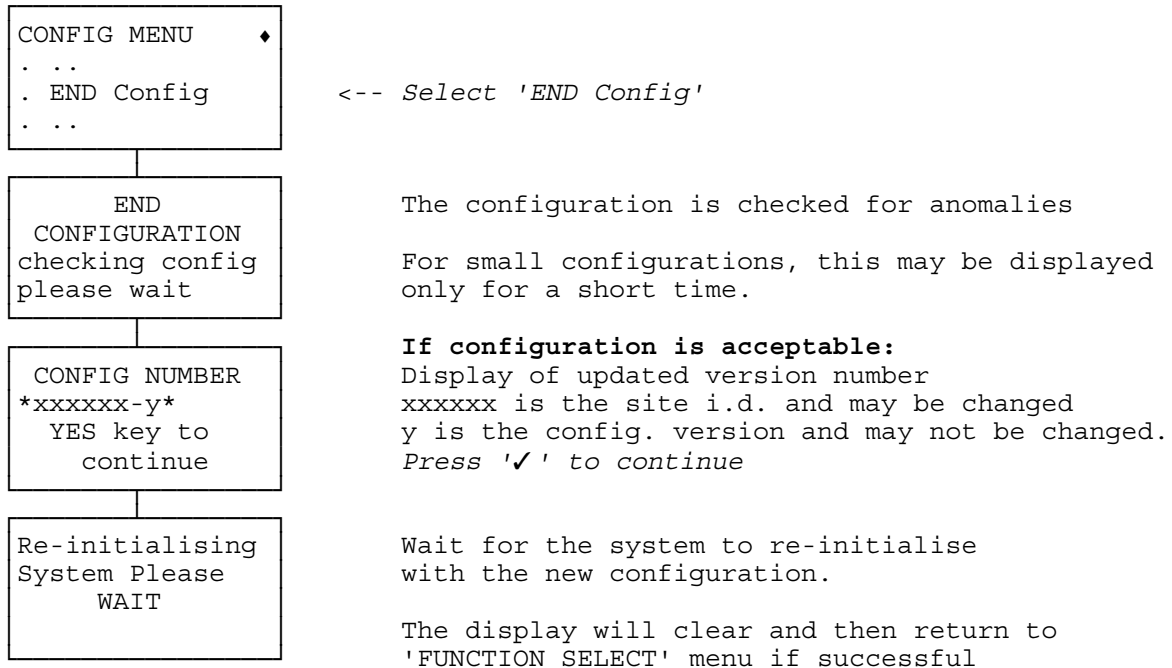 CONFIG MENU ♦
. ..
. END Config <-- Select 'END Config'
. ..
END The configuration is checked for anomalies
CONFIGURATION
checking config For small configurations, this may be displayed
please wait only for a short time.
If configuration is acceptable:
CONFIG NUMBER Display of updated version number
*xxxxxx-y* xxxxxx is the site i.d. and may be changed
YES key to y is the config. version and may not be changed.
continue Press '✓' to continue
Re-initialising Wait for the system to re-initialise
System Please with the new configuration.
WAIT
The display will clear and then return to
'FUNCTION SELECT' menu if successful